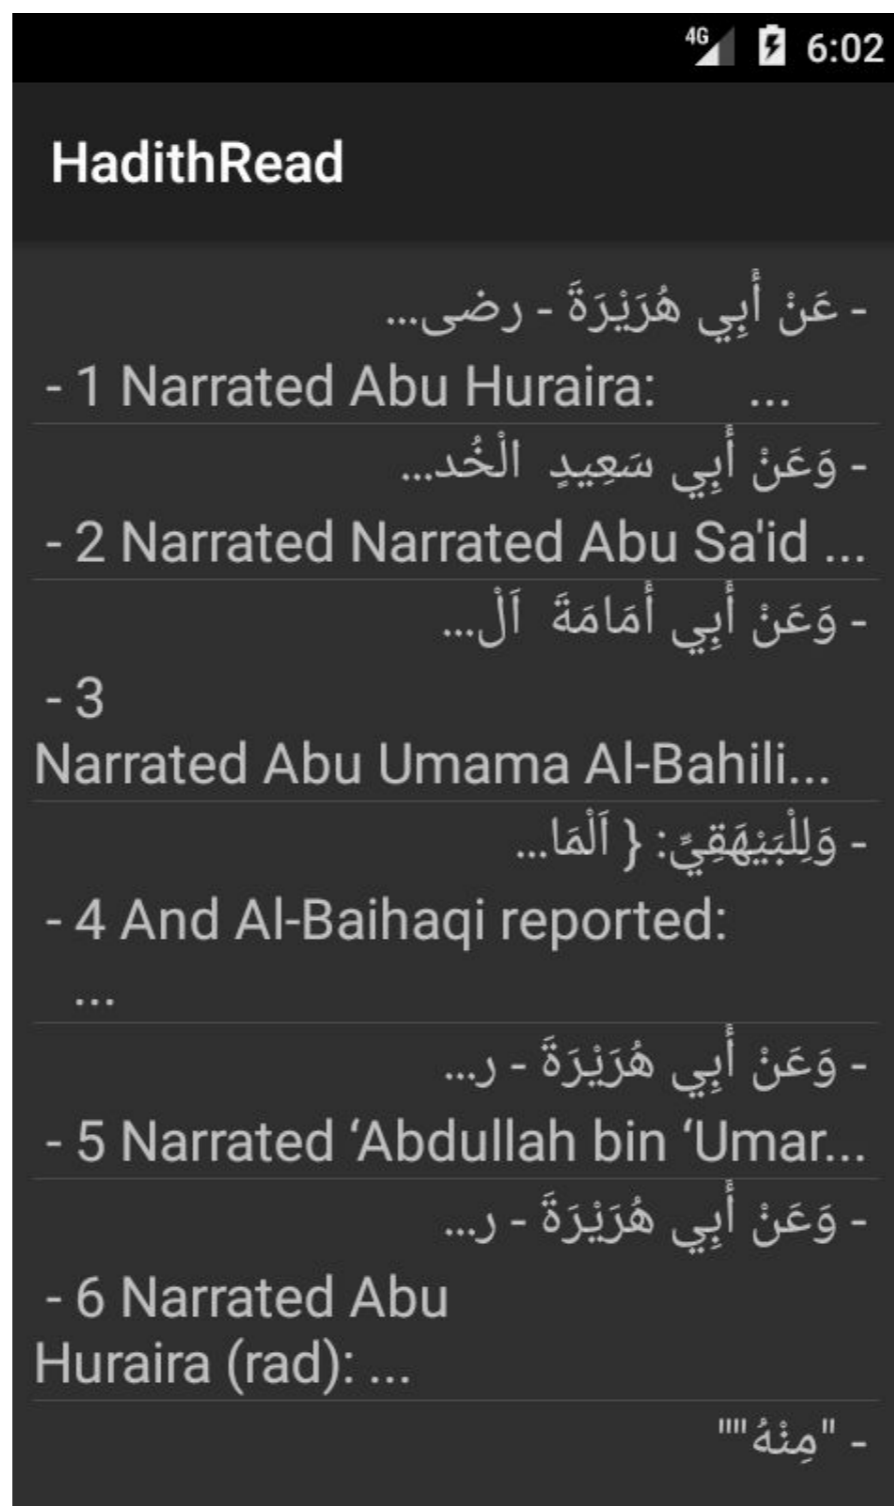 4G 6:02
HadithRead
- عَنْ أَبِي هُرَيْرَةَ - رضى...
- 1 Narrated Abu Huraira: ...
- وَعَنْ أَبِي سَعِيدٍ الْخُد...
- 2 Narrated Narrated Abu Sa'id ...
- وَعَنْ أَبِي أُمَامَةَ اَلْ...
- 3
Narrated Abu Umama Al-Bahili...
- وَلِلْبَيْهَقِيِّ: { اَلْمَا...
- 4 And Al-Baihaqi reported:
...
- وَعَنْ أَبِي هُرَيْرَةَ - ر...
- 5 Narrated ‘Abdullah bin ‘Umar...
- وَعَنْ أَبِي هُرَيْرَةَ - ر...
- 6 Narrated Abu
Huraira (rad): ...
- "مِنْهُ""